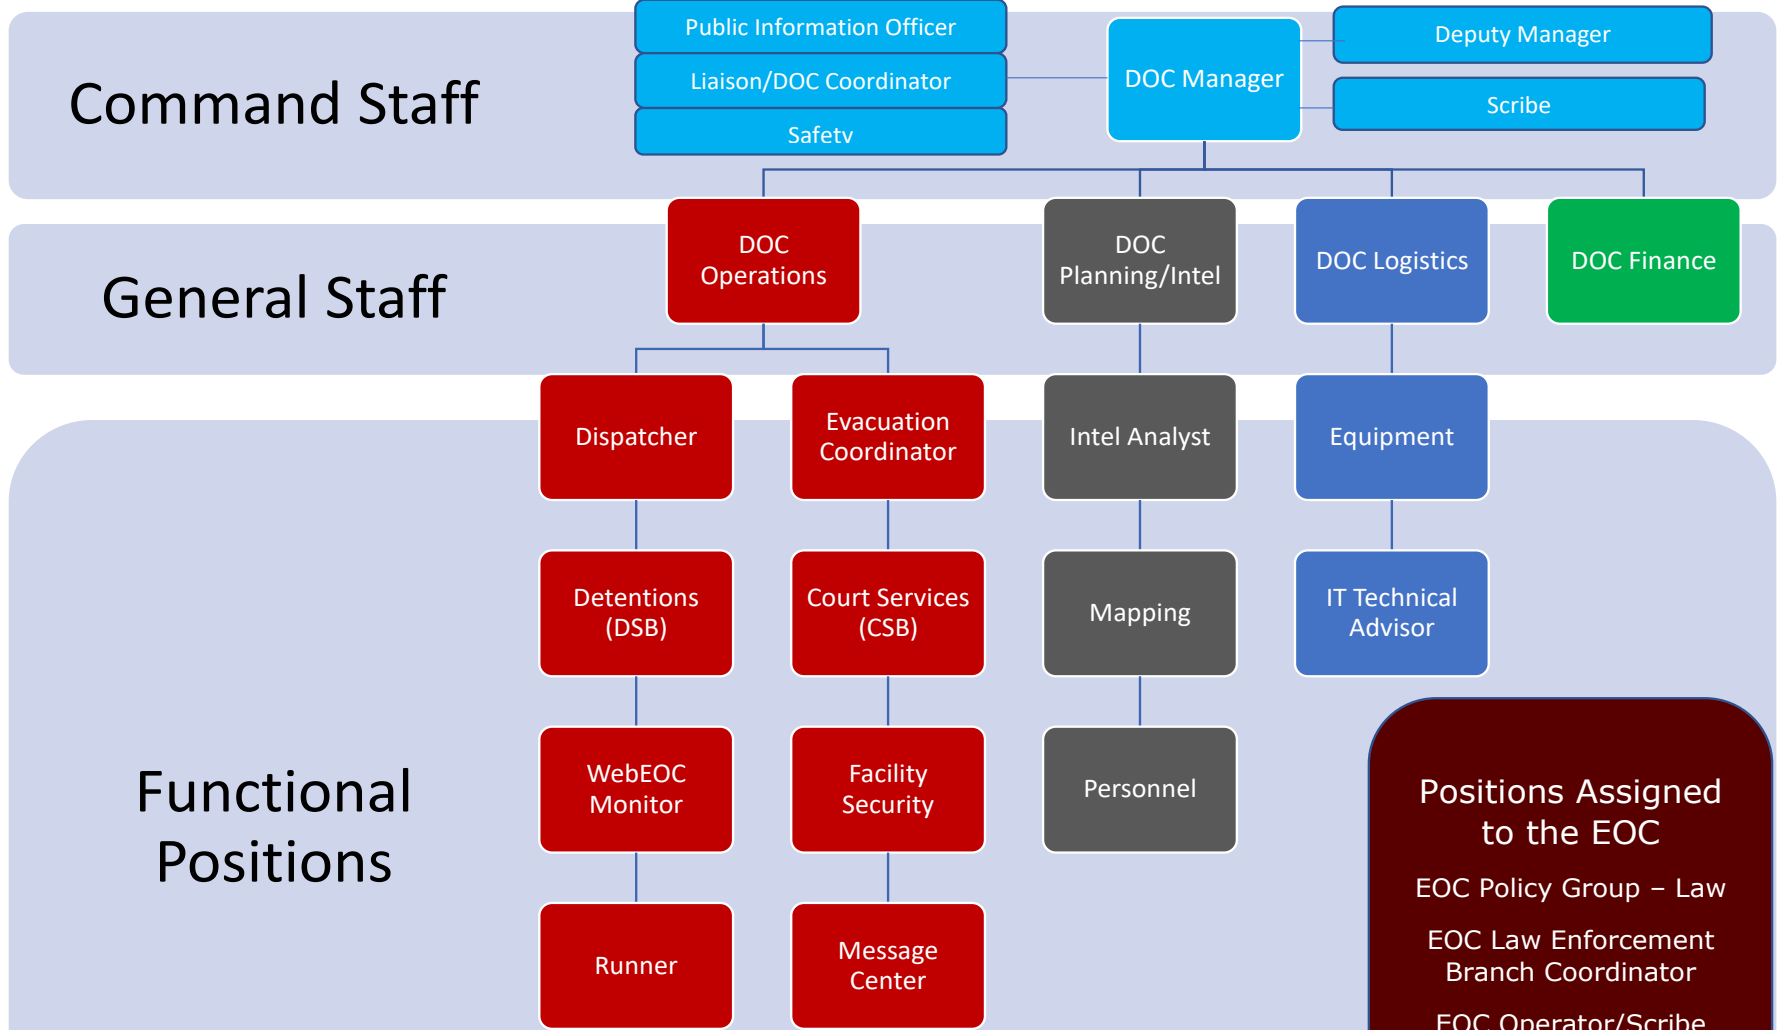 Command Staff
Public Information Officer
Liaison/DOC Coordinator
Safety
DOC Manager
Deputy Manager
Scribe
General Staff
DOC
Operations
DOC
Planning/Intel
DOC Logistics
DOC Finance
Functional
Positions
Dispatcher
Evacuation
Coordinator
Intel Analyst
Equipment
Detentions
(DSB)
Court Services
(CSB)
Mapping
IT Technical
Advisor
WebEOC
Monitor
Facility
Security
Personnel
Runner
Message
Center
Positions Assigned
to the EOC
EOC Policy Group – Law
EOC Law Enforcement
Branch Coordinator
EOC Operator/Scribe